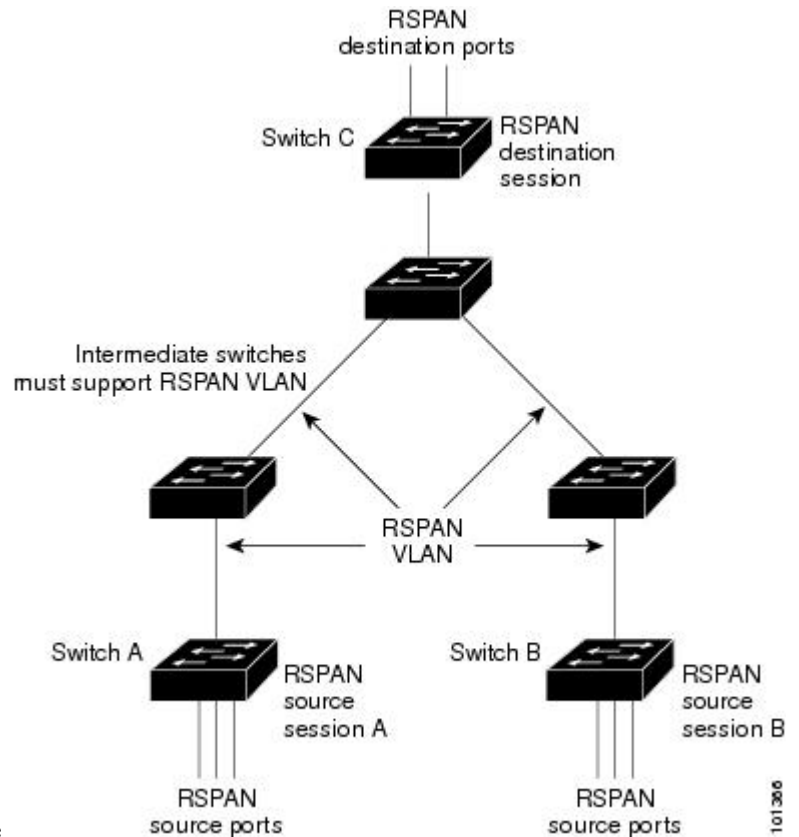 RSPAN
destination ports
Switch C
RSPAN
destination
session
Intermediate switches
must support RSPAN VLAN
RSPAN
VLAN
Switch A
RSPAN
source
session A
Switch B
RSPAN
source
session B
RSPAN
source ports
RSPAN
source ports
101366